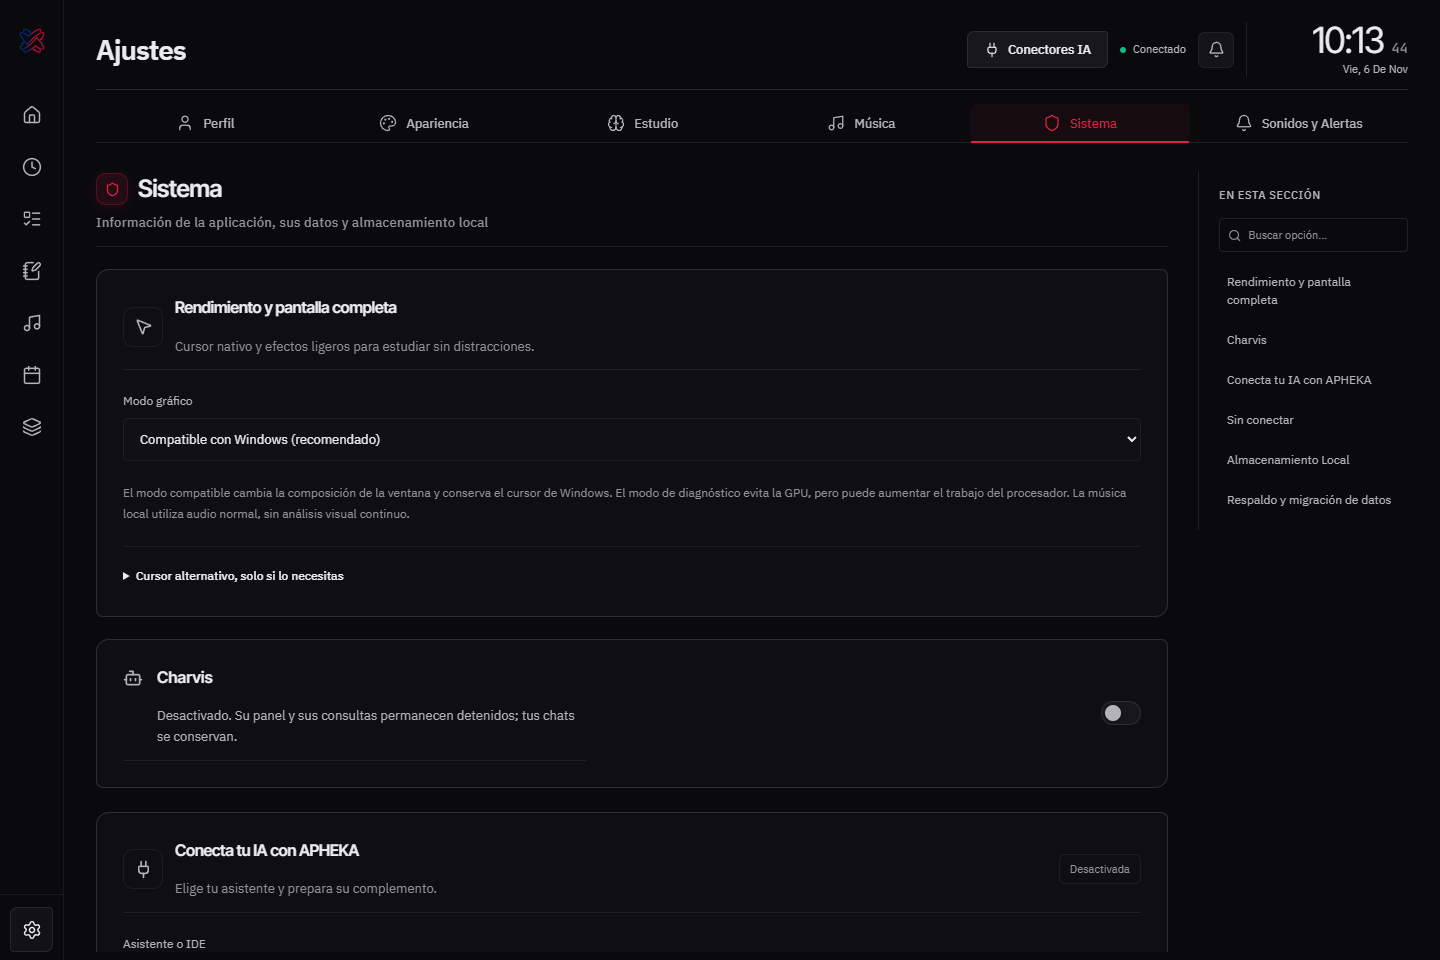 Ajustes
Conectores IA
Conectado
10:13 44
Vie, 6 De Nov
Perfil
Apariencia
Estudio
Música
Sistema
Sonidos y Alertas
Sistema
Información de la aplicación, sus datos y almacenamiento local
Rendimiento y pantalla completa
Cursor nativo y efectos ligeros para estudiar sin distracciones.
Modo gráfico
Compatible con Windows (recomendado)
El modo compatible cambia la composición de la ventana y conserva el cursor de Windows. El modo de diagnóstico evita la GPU, pero puede aumentar el trabajo del procesador. La música
local utiliza audio normal, sin análisis visual continuo.
Cursor alternativo, solo si lo necesitas
Charvis
Desactivado. Su panel y sus consultas permanecen detenidos; tus chats
se conservan.
Conecta tu IA con APHEKA
Elige tu asistente y prepara su complemento.
Desactivada
Asistente o IDE
EN ESTA SECCIÓN
Buscar opción...
Rendimiento y pantalla
completa
Charvis
Conecta tu IA con APHEKA
Sin conectar
Almacenamiento Local
Respaldo y migración de datos